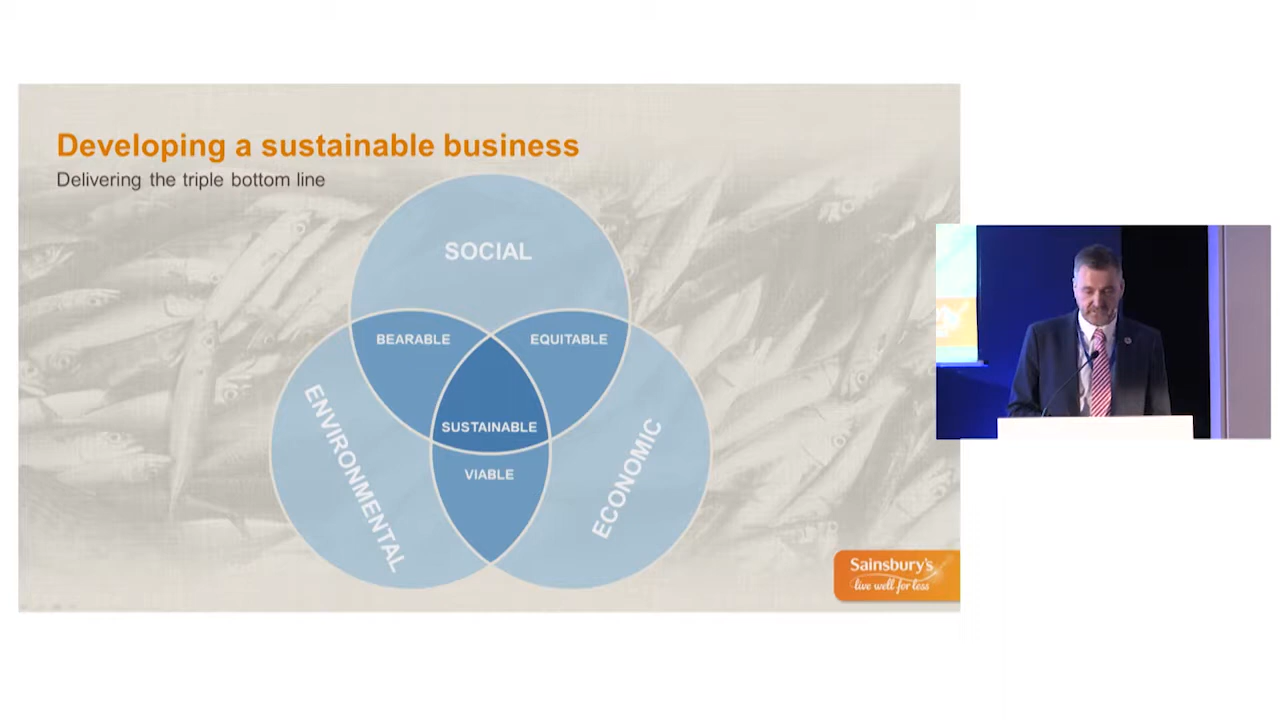 Developing a sustainable business
Delivering the triple bottom line
SOCIAL
BEARABLE
EQUITABLE
ENVIRONMENTAL
SUSTAINABLE
ECONOMIC
VIABLE
Sainsbury's
live well for less